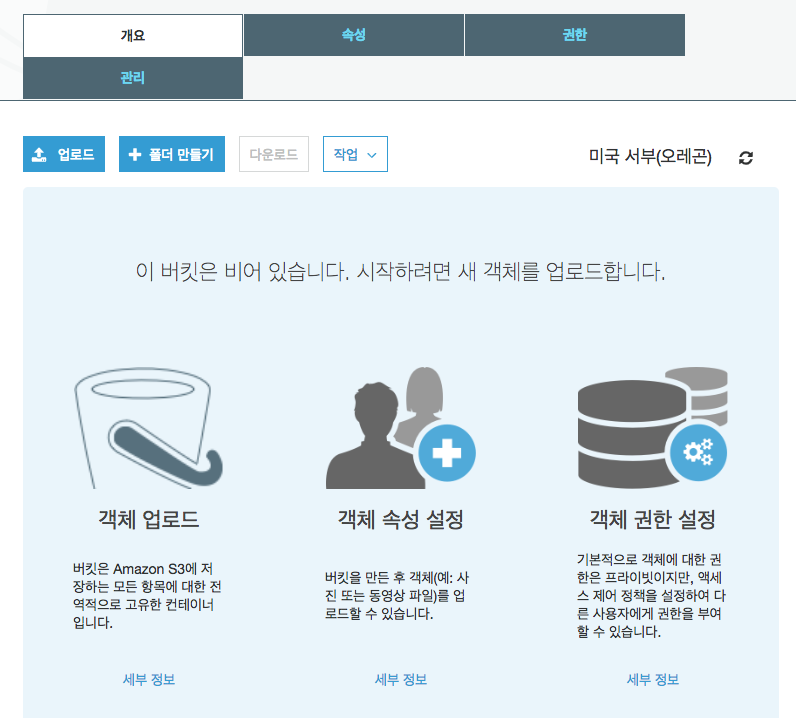 개요
속성
권한
관리
업로드
폴더 만들기
다운로드
작업
미국 서부(오레곤)
이 버킷은 비어 있습니다. 시작하려면 새 객체를 업로드합니다.
객체 업로드
버킷은 Amazon S3에 저
장하는 모든 항목에 대한 전
역적으로 고유한 컨테이너
입니다.
세부 정보
객체 속성 설정
버킷을 만든 후 객체(예: 사
진 또는 동영상 파일)를 업
로드할 수 있습니다.
세부 정보
객체 권한 설정
기본적으로 객체에 대한 권
한은 프라이빗이지만, 액세
스 제어 정책을 설정하여 다
른 사용자에게 권한을 부여
할 수 있습니다.
세부 정보